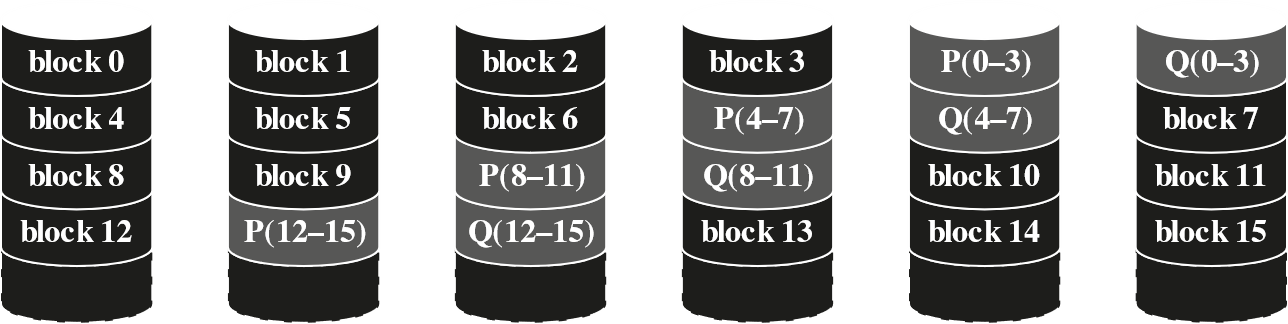 block 0 block 1 block 2 block 3 P(0–3) Q(0–3)
block 4 block 5 block 6 P(4–7) Q(4–7) block 7
block 8 block 9 P(8–11) Q(8–11) block 10 block 11
block 12 P(12–15) Q(12–15) block 13 block 14 block 15